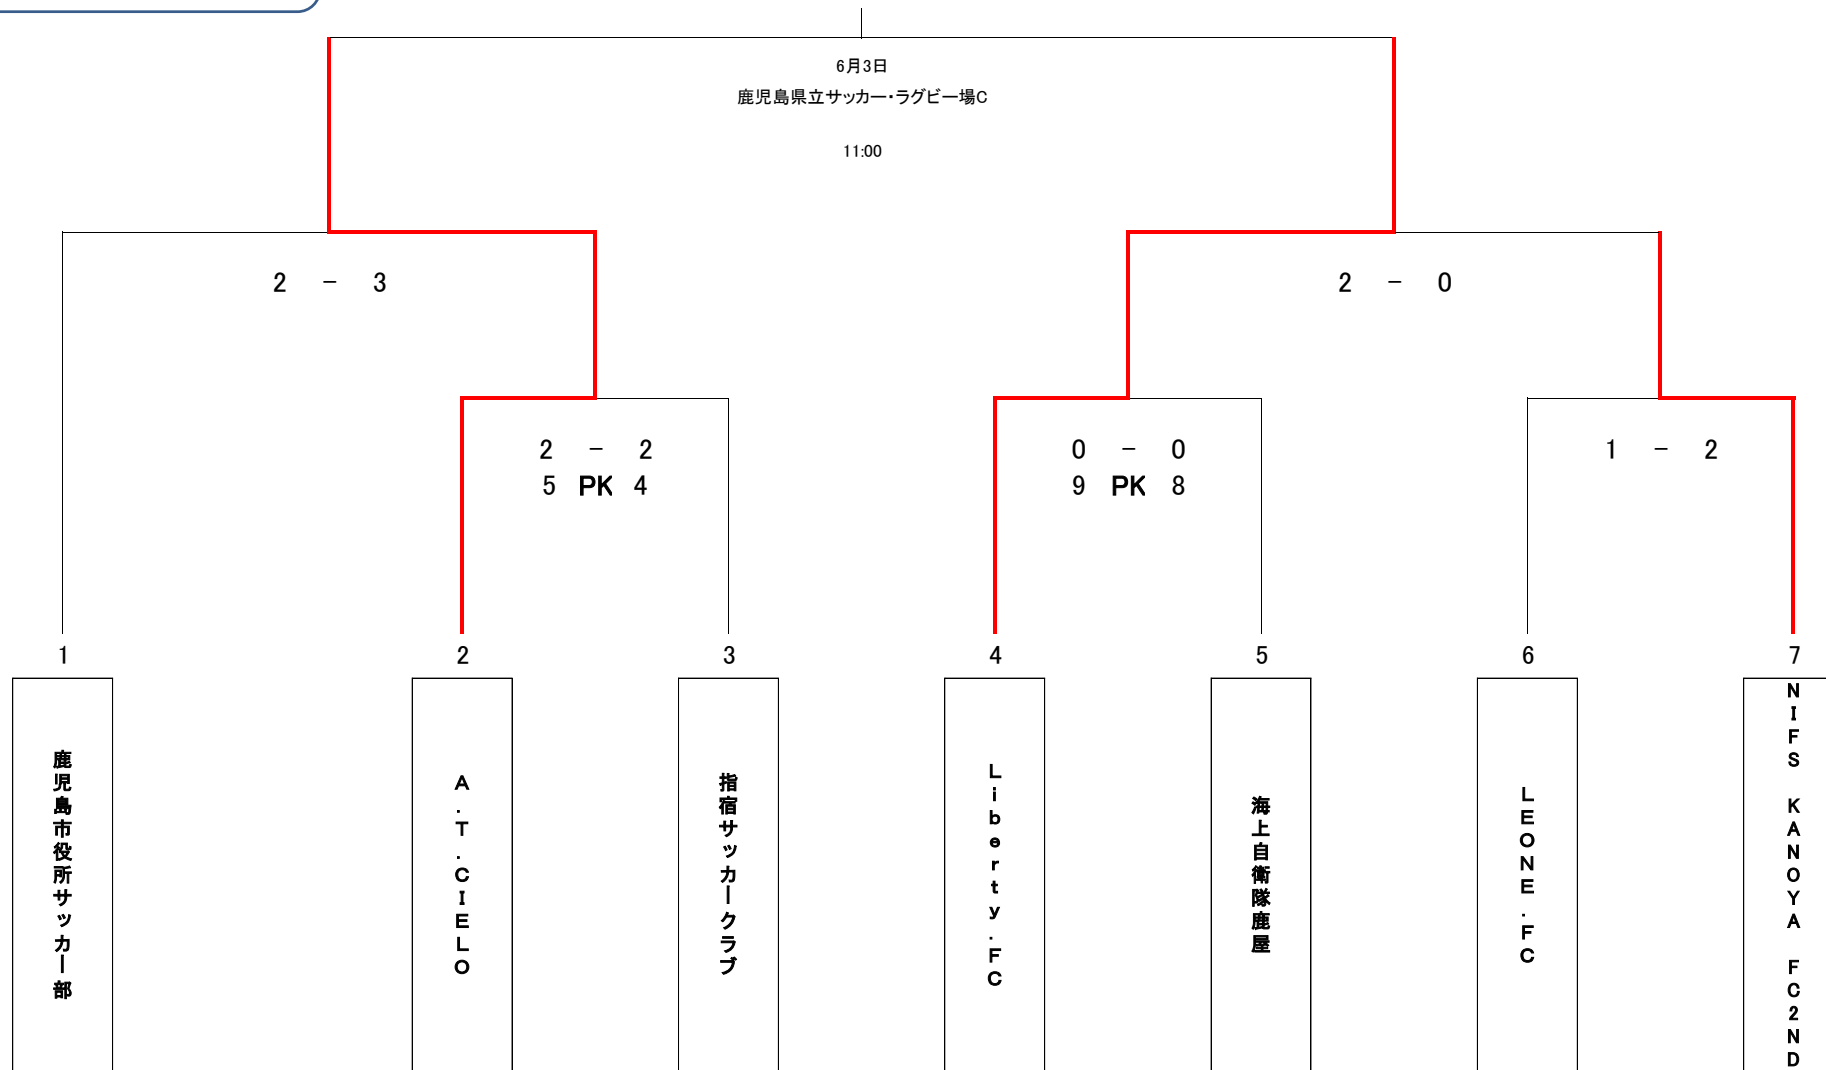 6月3日
鹿児島県立サッカー・ラグビー場C
11:00
2 － 3
2 － 0
2 － 2
5 PK 4
0 － 0
9 PK 8
1 － 2
1
2
3
4
5
6
7
鹿児島市役所サッカー部
A．T．CIELO
指宿サッカークラブ
Liberty．FC
海上自衛隊鹿屋
LEONE．FC
NIFS KANOYA FC2ND